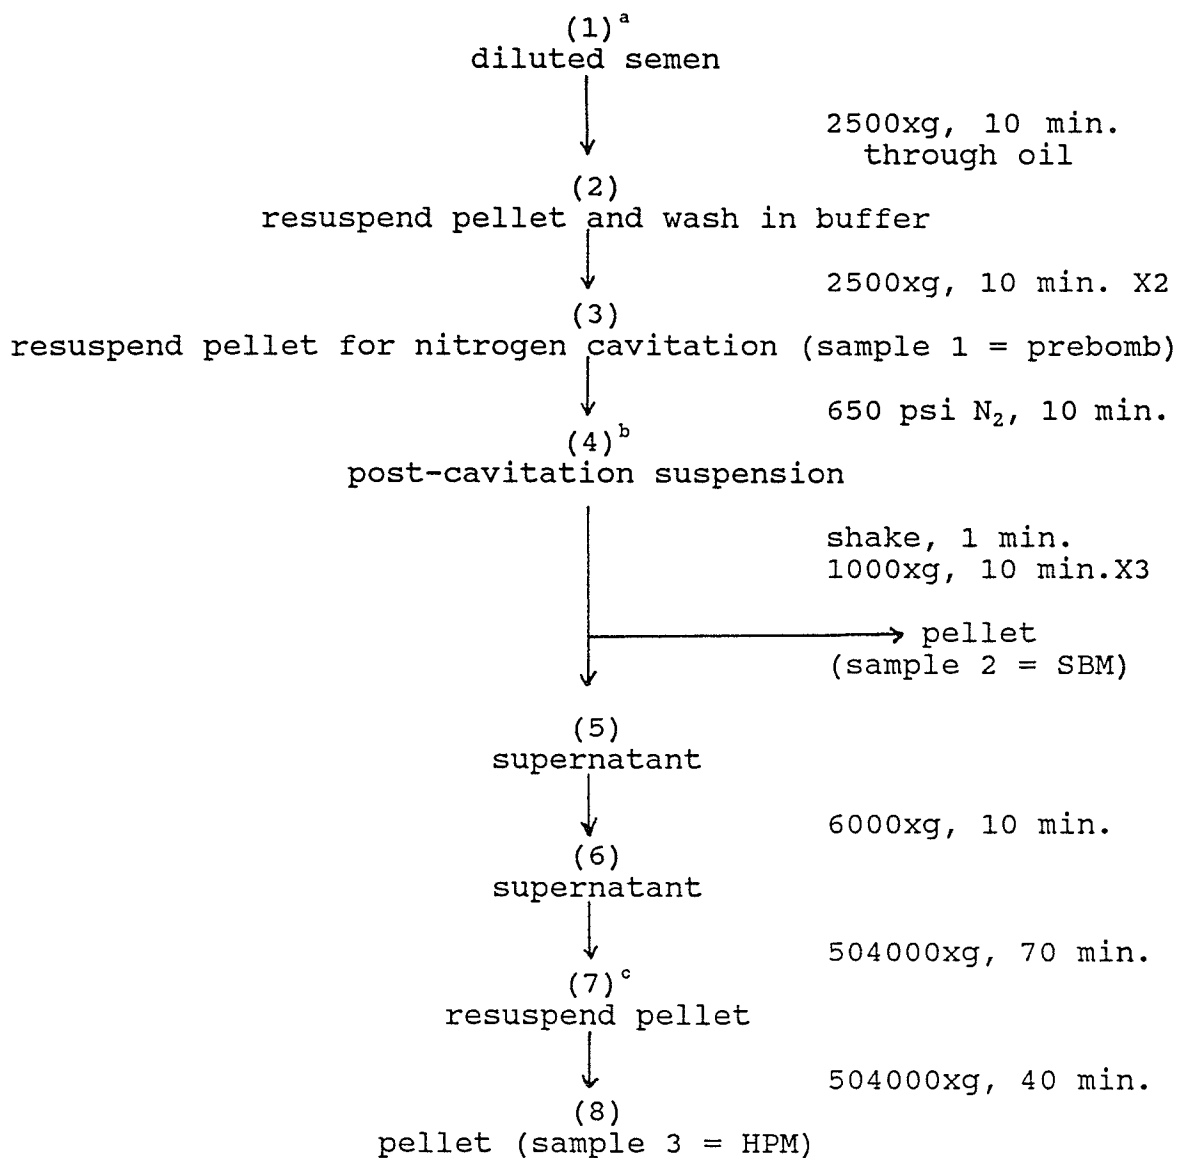 (1)ᵃ
diluted semen
2500xg, 10 min.
through oil
(2)
resuspend pellet and wash in buffer
2500xg, 10 min. X2
(3)
resuspend pellet for nitrogen cavitation (sample 1 = prebomb)
650 psi N₂, 10 min.
(4)ᵇ
post-cavitation suspension
shake, 1 min.
1000xg, 10 min.X3
pellet
(sample 2 = SBM)
(5)
supernatant
6000xg, 10 min.
(6)
supernatant
504000xg, 70 min.
(7)ᶜ
resuspend pellet
504000xg, 40 min.
(8)
pellet (sample 3 = HPM)